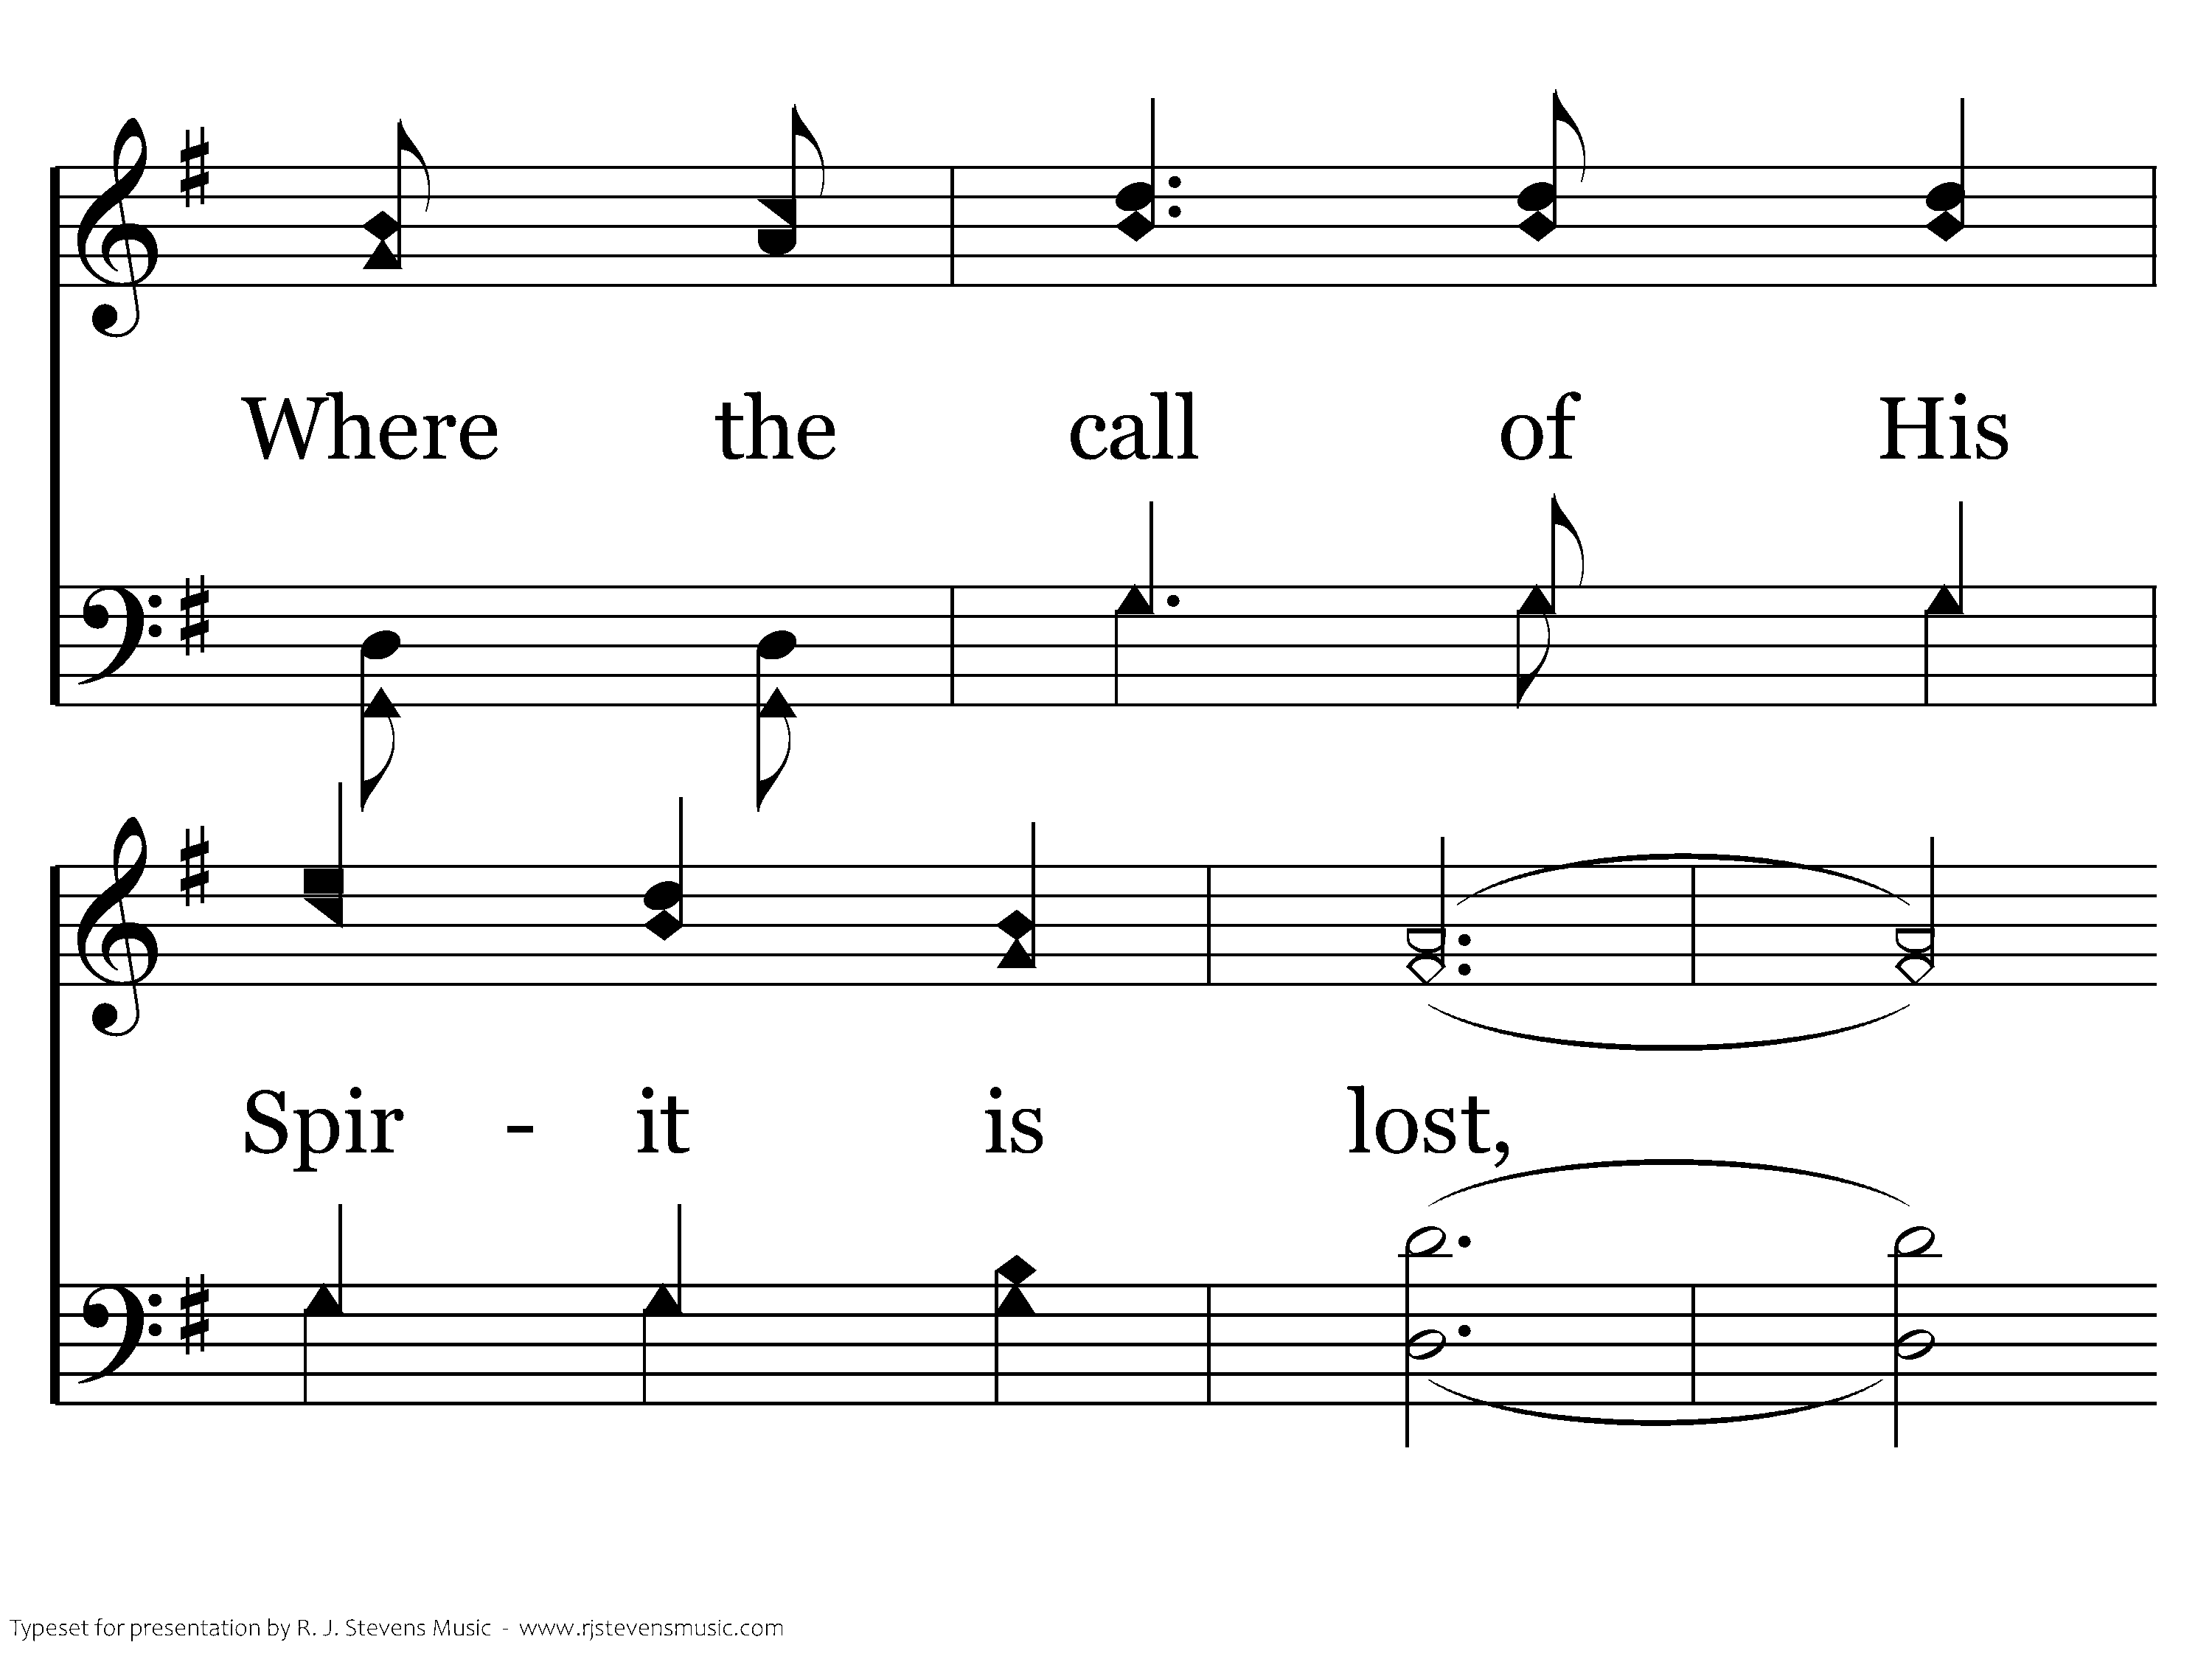 Where the call of His
Spir - it is lost,
Typeset for presentation by R. J. Stevens Music - www.rjstevensmusic.com